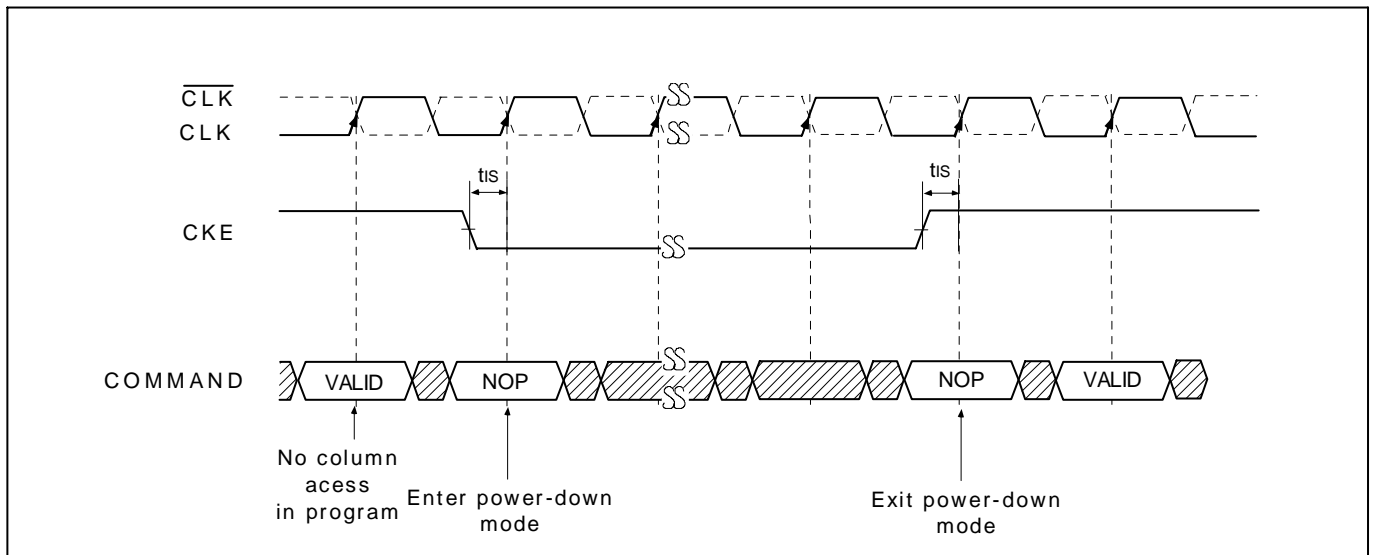 CLK
CLK
tIS
tIS
CKE
COMMAND
VALID
NOP
NOP
VALID
No column
acess
in program
Enter power-down
mode
Exit power-down
mode